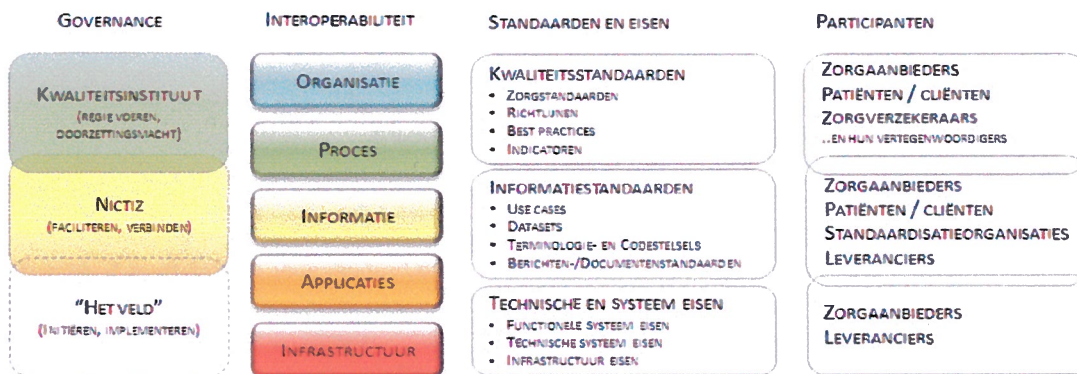 GOVERNANCE
KWALITEITSINSTITUUT
(REGIE VOEREN,
DOORZETTINGSMACHT)
NICTIZ
(FACILITEREN, VERBINDEN)
"HET VELD"
(INITIËREN, IMPLEMENTEREN)
INTEROPERABILITEIT
ORGANISATIE
PROCES
INFORMATIE
APPLICATIES
INFRASTRUCTUUR
STANDAARDEN EN EISEN
KWALITEITSSTANDAARDEN
• ZORGSTANDAARDEN
• RICHTLIJNEN
• BEST PRACTICES
• INDICATOREN
INFORMATIESTANDAARDEN
• USE CASES
• DATASETS
• TERMINOLOGIE- EN CODESTELSELS
• BERICHTEN-/DOCUMENTENSTANDAARDEN
TECHNISCHE EN SYSTEEM EISEN
• FUNCTIONELE SYSTEEM EISEN
• TECHNISCHE SYSTEEM EISEN
• INFRASTRUCTUUR EISEN
PARTICIPANTEN
ZORGAANBIEDERS
PATIËNTEN / CLIËNTEN
ZORGVERZEKERAARS
..EN HUN VERTEGENWOORDIGERS
ZORGAANBIEDERS
PATIËNTEN / CLIËNTEN
STANDAARDISATIEORGANISATIES
LEVERANCIERS
ZORGAANBIEDERS
LEVERANCIERS